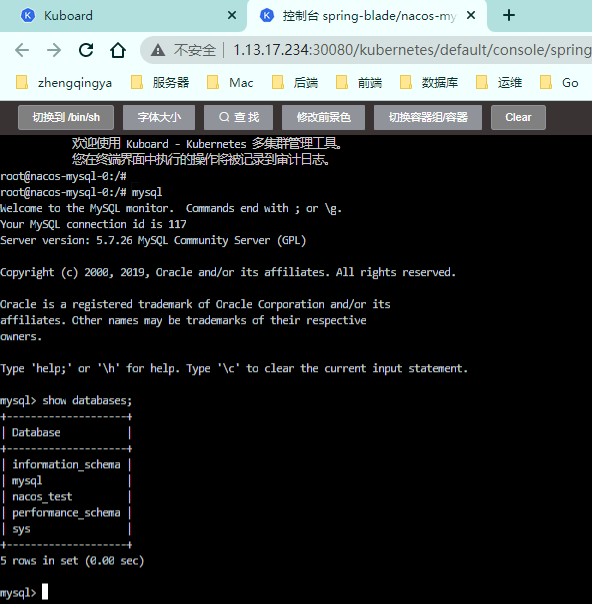 Kuboard
控制台 spring-blade/nacos-my
不安全 1.13.17.234:30080/kubernetes/default/console/spring
zhengqingya 服务器 Mac 后端 前端 数据库 运维 Go
切换到 /bin/sh 字体大小 查 找 修改前景色 切换容器组/容器 Clear
欢迎使用 Kuboard - Kubernetes 多集群管理工具。
您在终端界面中执行的操作将被记录到审计日志。
root@nacos-mysql-0:/#
root@nacos-mysql-0:/# mysql
Welcome to the MySQL monitor.  Commands end with ; or \g.
Your MySQL connection id is 117
Server version: 5.7.26 MySQL Community Server (GPL)
Copyright (c) 2000, 2019, Oracle and/or its affiliates. All rights reserved.
Oracle is a registered trademark of Oracle Corporation and/or its
affiliates. Other names may be trademarks of their respective
owners.
Type 'help;' or '\h' for help. Type '\c' to clear the current input statement.
mysql> show databases;
+--------------------+
| Database           |
+--------------------+
| information_schema |
| mysql              |
| nacos_test         |
| performance_schema |
| sys                |
+--------------------+
5 rows in set (0.00 sec)
mysql>